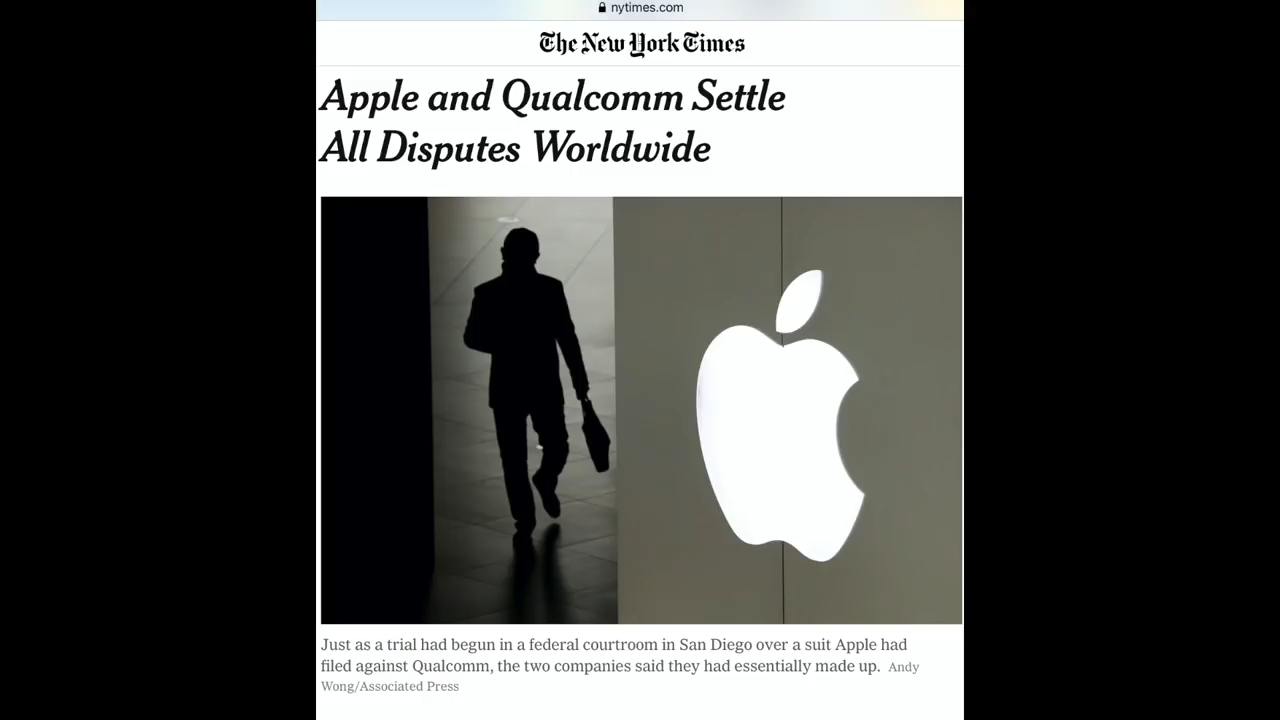 nytimes.com
The New York Times
Apple and Qualcomm Settle
All Disputes Worldwide
Just as a trial had begun in a federal courtroom in San Diego over a suit Apple had
filed against Qualcomm, the two companies said they had essentially made up. Andy
Wong/Associated Press